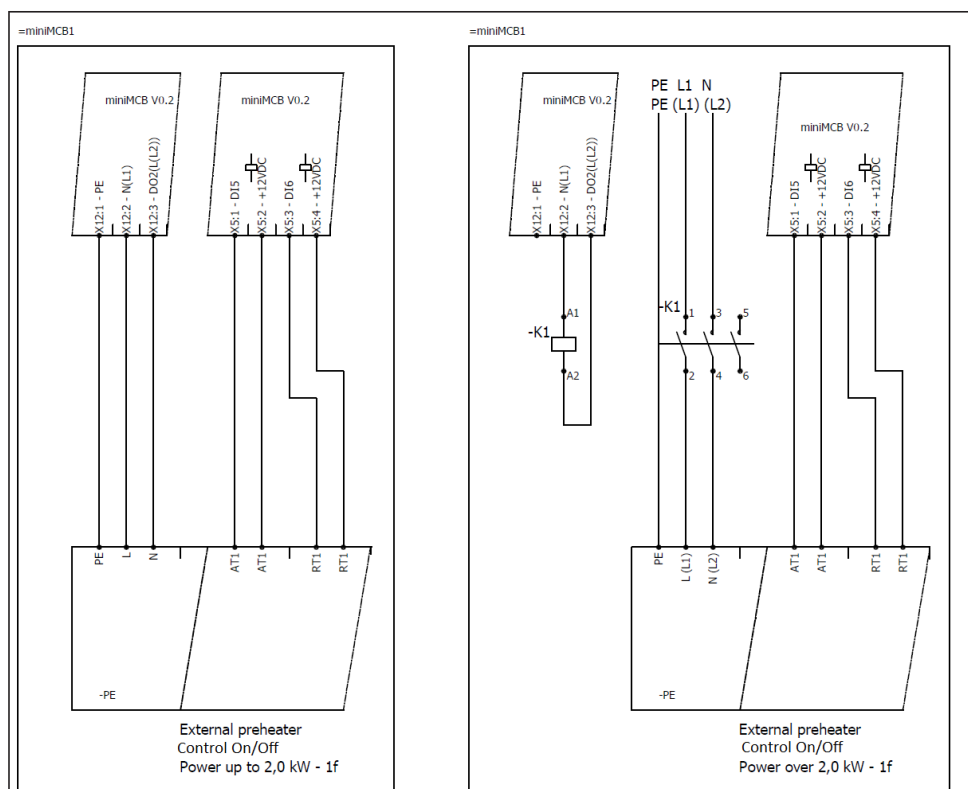 =miniMCB1
miniMCB V0.2
miniMCB V0.2
X12:1 - PE
X12:2 - N(L1)
X12:3 - DO2(L(L2))
X5:1 - DI5
X5:2 - +12VDC
X5:3 - DI6
X5:4 - +12VDC
PE
L
N
AT1
AT1
RT1
RT1
-PE
External preheater
Control On/Off
Power up to 2,0 kW - 1f
=miniMCB1
miniMCB V0.2
PE L1 N
PE (L1) (L2)
miniMCB V0.2
X12:1 - PE
X12:2 - N(L1)
X12:3 - DO2(L(L2))
X5:1 - DI5
X5:2 - +12VDC
X5:3 - DI6
X5:4 - +12VDC
A1
-K1
A2
-K1
1
3
5
2
4
6
PE
L (L1)
N (L2)
AT1
AT1
RT1
RT1
-PE
External preheater
Control On/Off
Power over 2,0 kW - 1f